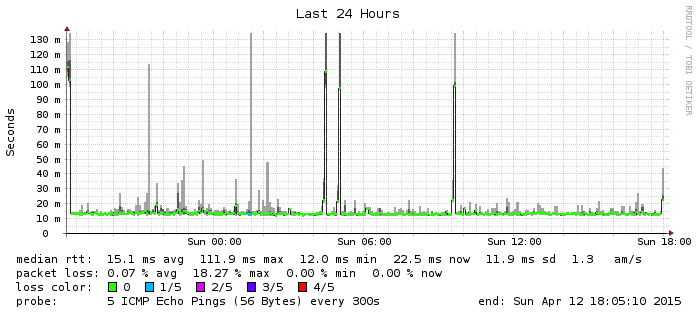 Last 24 Hours
RRDTOOL / TOBI OETIKER
Seconds
130 m
120 m
110 m
100 m
90 m
80 m
70 m
60 m
50 m
40 m
30 m
20 m
10 m
0
Sun 00:00 Sun 06:00 Sun 12:00 Sun 18:00
median rtt: 15.1 ms avg 111.9 ms max 12.0 ms min 22.5 ms now 11.9 ms sd 1.3 am/s
packet loss: 0.07 % avg 18.27 % max 0.00 % min 0.00 % now
loss color: 0 1/5 2/5 3/5 4/5
probe: 5 ICMP Echo Pings (56 Bytes) every 300s end: Sun Apr 12 18:05:10 2015